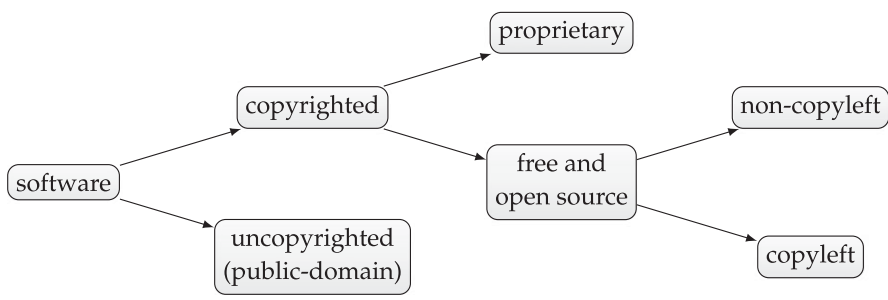 proprietary
copyrighted
non-copyleft
free and
open source
software
uncopyrighted
(public-domain)
copyleft